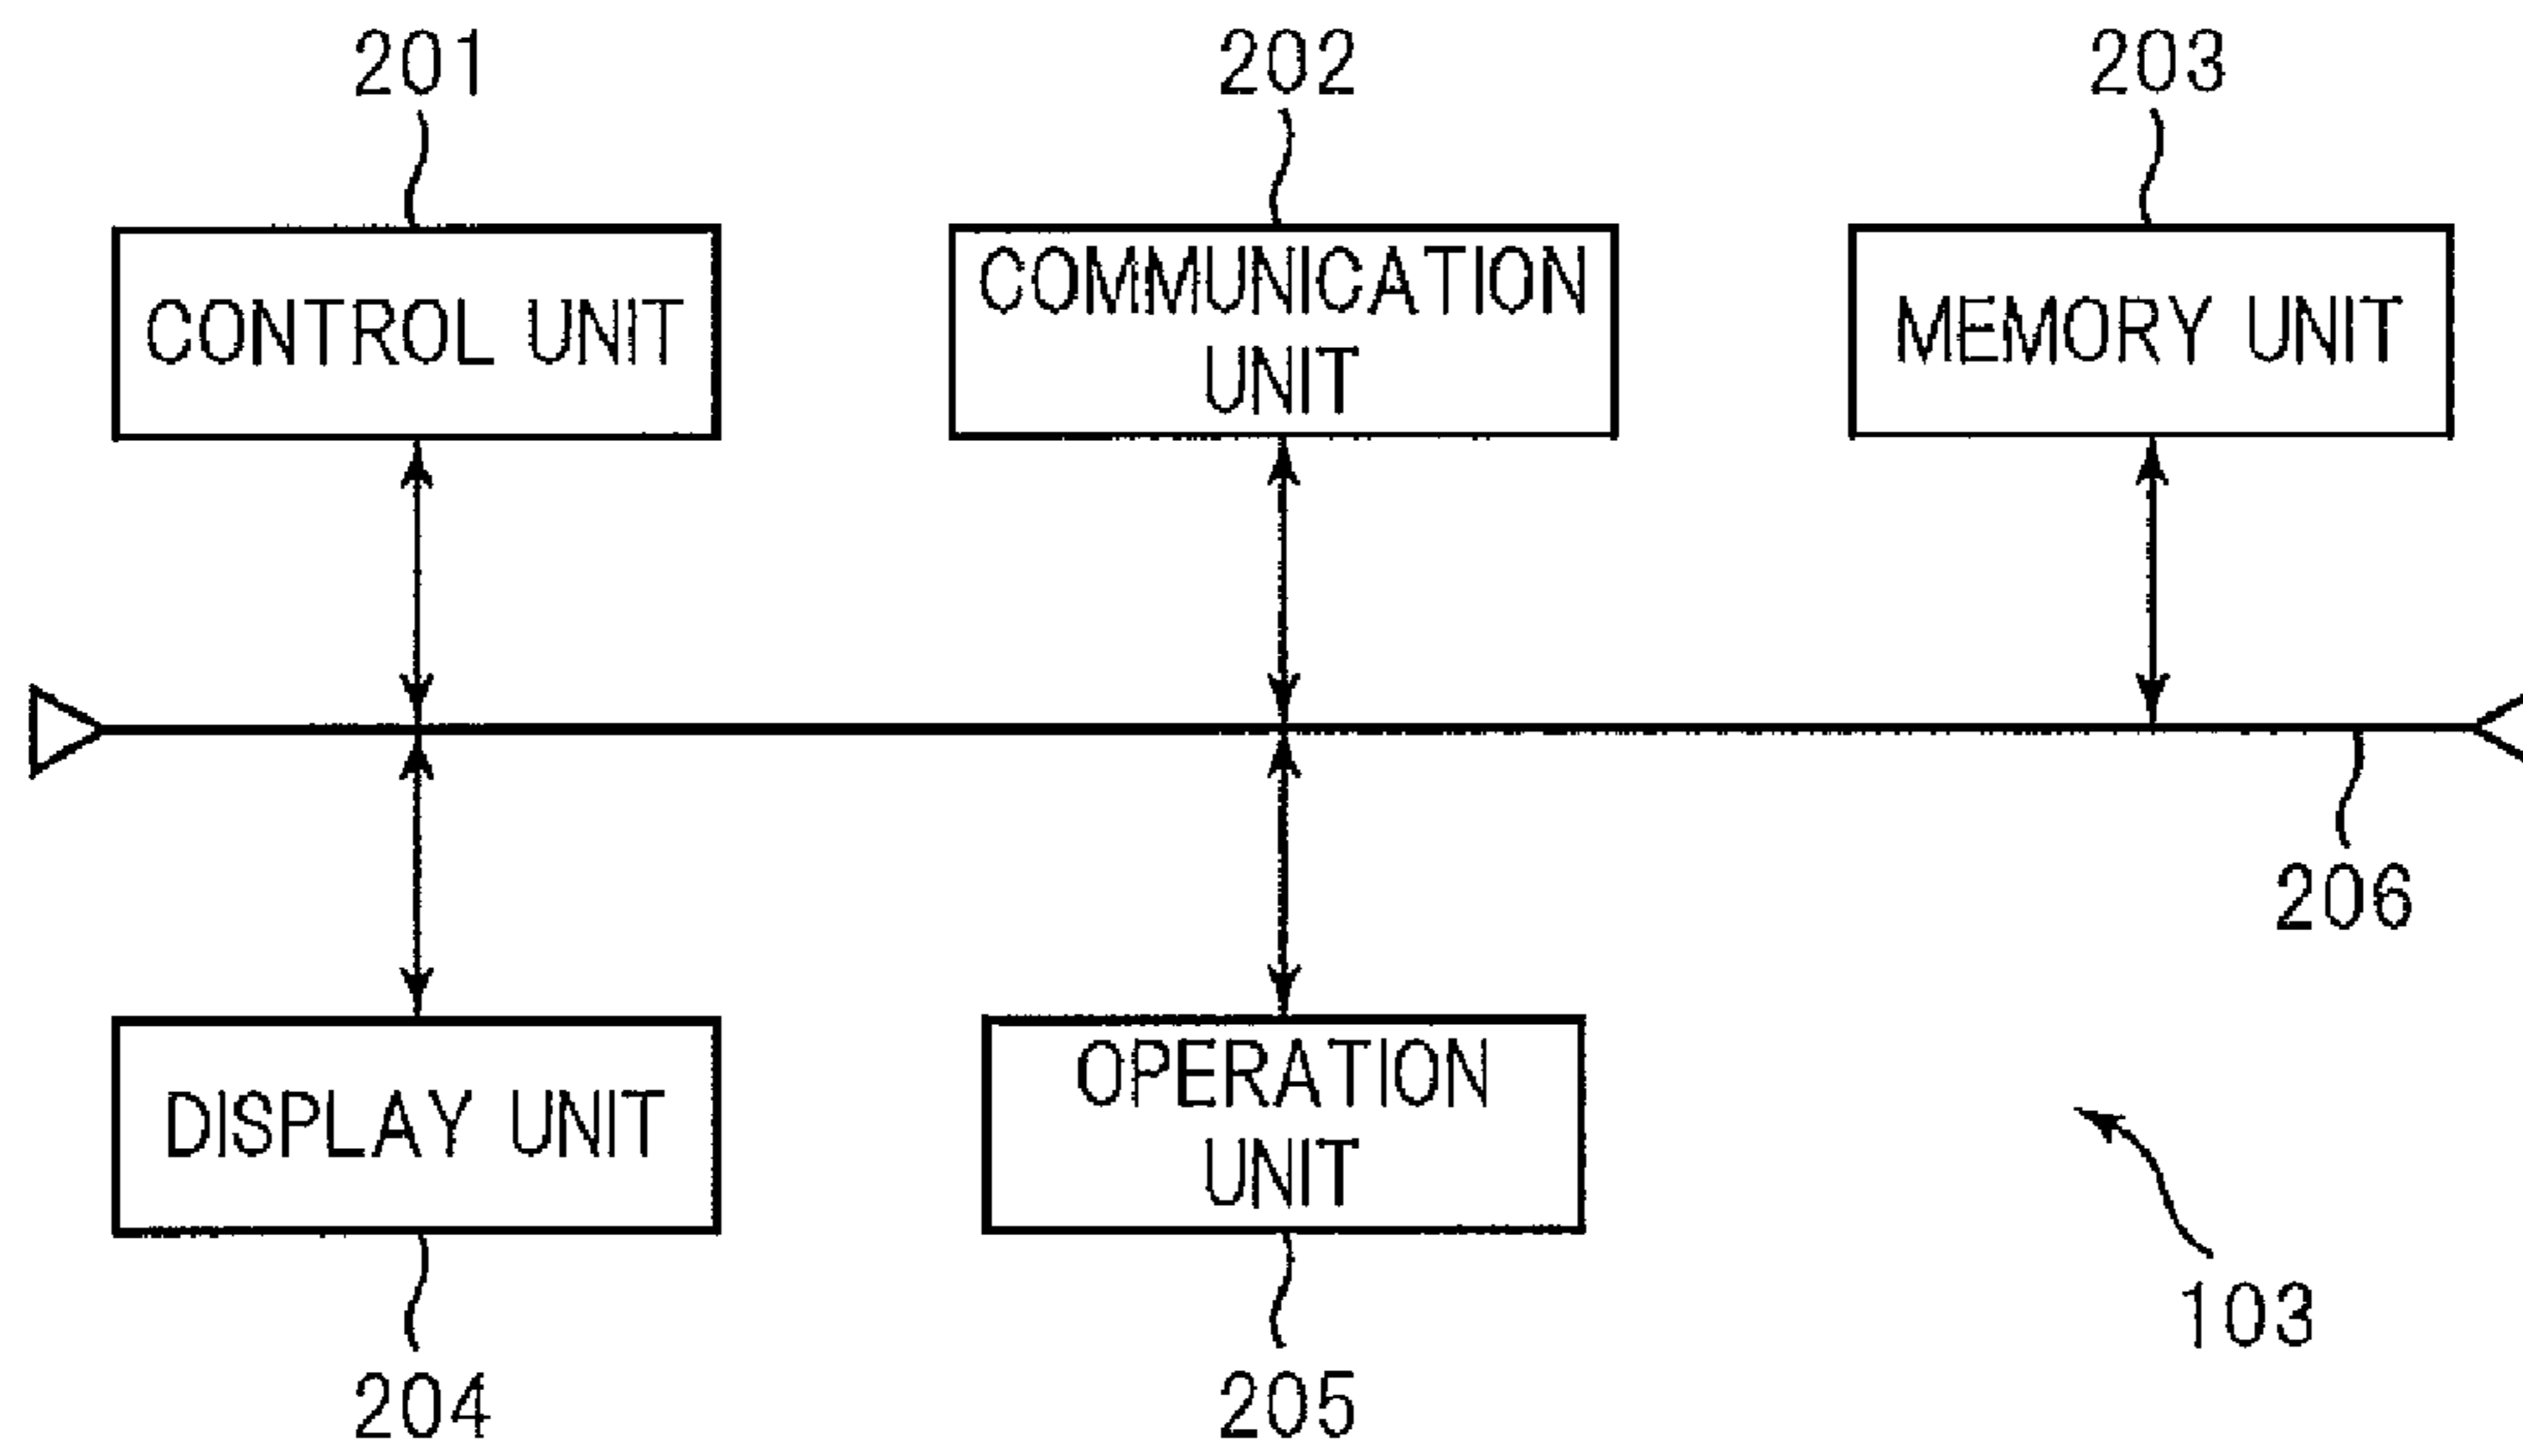 201
202
203
CONTROL UNIT
COMMUNICATION
UNIT
MEMORY UNIT
206
DISPLAY UNIT
OPERATION
UNIT
103
204
205